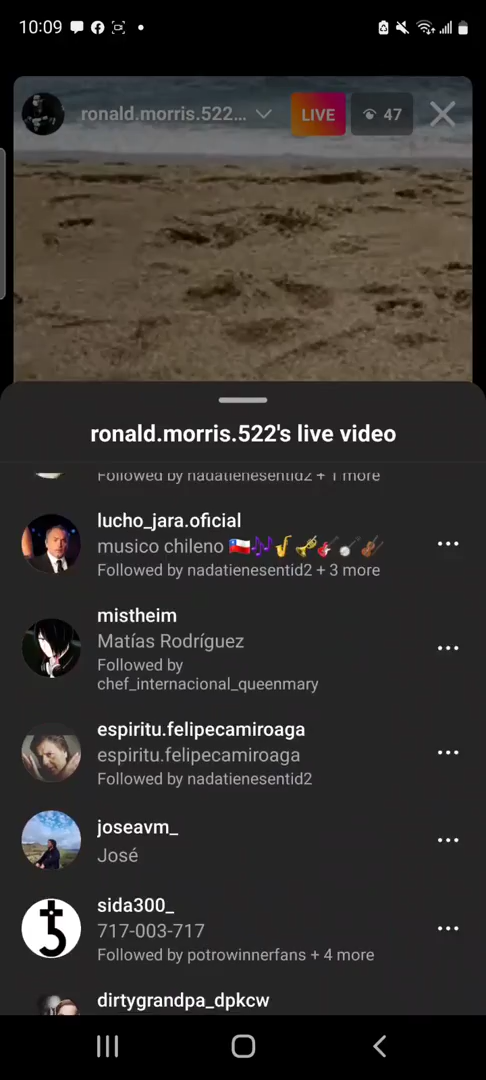 10:09
ronald.morris.522...
LIVE
47
ronald.morris.522's live video
Followed by nadatienesentid2 + 1 more
lucho_jara.oficial
musico chileno 🇨🇱🎶🎷🎺🎸🪕🎻
Followed by nadatienesentid2 + 3 more
mistheim
Matías Rodríguez
Followed by
chef_internacional_queenmary
espiritu.felipecamiroaga
espiritu.felipecamiroaga
Followed by nadatienesentid2
joseavm_
José
sida300_
717-003-717
Followed by potrowinnerfans + 4 more
dirtygrandpa_dpkcw